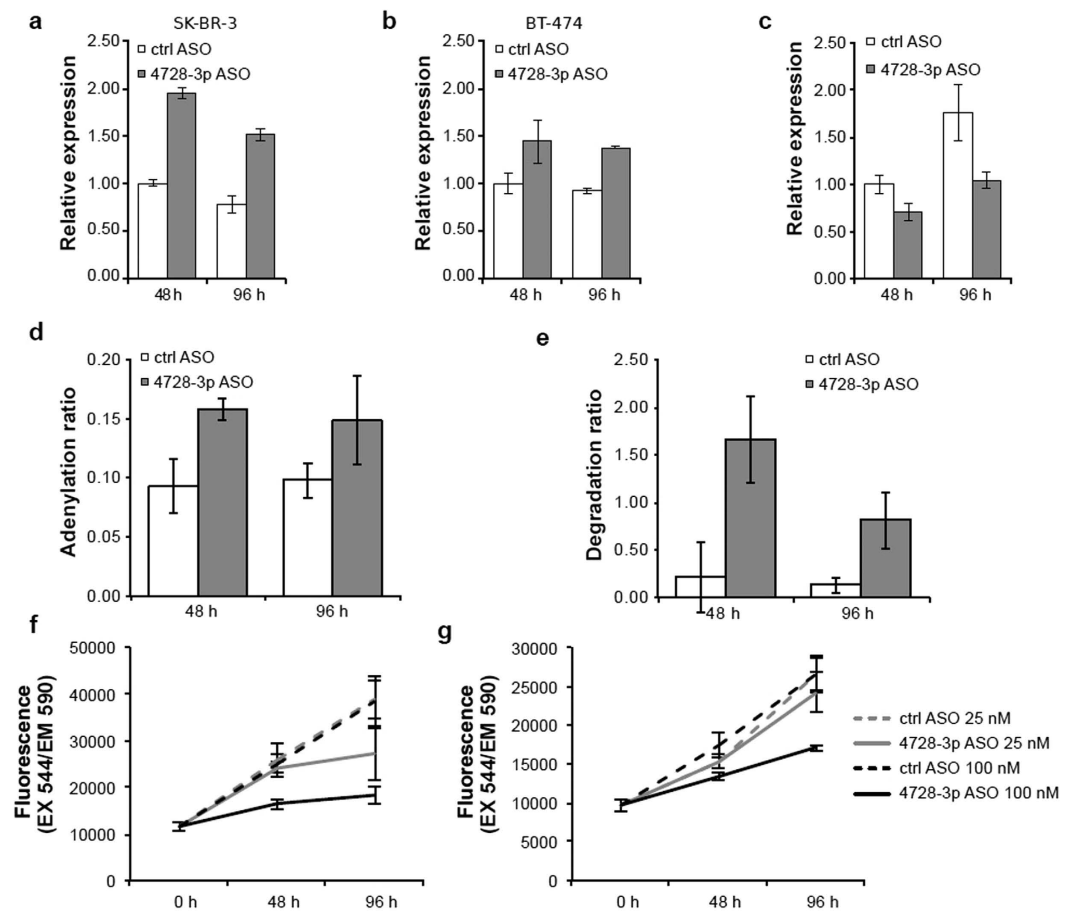 a
SK-BR-3
2.50
2.00
1.50
1.00
0.50
0.00
Relative expression
ctrl ASO
4728-3p ASO
48 h
96 h
b
BT-474
2.50
2.00
1.50
1.00
0.50
0.00
Relative expression
ctrl ASO
4728-3p ASO
48 h
96 h
c
2.50
2.00
1.50
1.00
0.50
0.00
Relative expression
ctrl ASO
4728-3p ASO
48 h
96 h
d
0.20
0.15
0.10
0.05
0.00
Adenylation ratio
ctrl ASO
4728-3p ASO
48 h
96 h
e
2.50
2.00
1.50
1.00
0.50
0.00
Degradation ratio
ctrl ASO
4728-3p ASO
48 h
96 h
f
50000
40000
30000
20000
10000
0
Fluorescence
(EX 544/EM 590)
0 h
48 h
96 h
g
30000
25000
20000
15000
10000
5000
0
Fluorescence
(EX 544/EM 590)
0 h
48 h
96 h
ctrl ASO 25 nM
4728-3p ASO 25 nM
ctrl ASO 100 nM
4728-3p ASO 100 nM